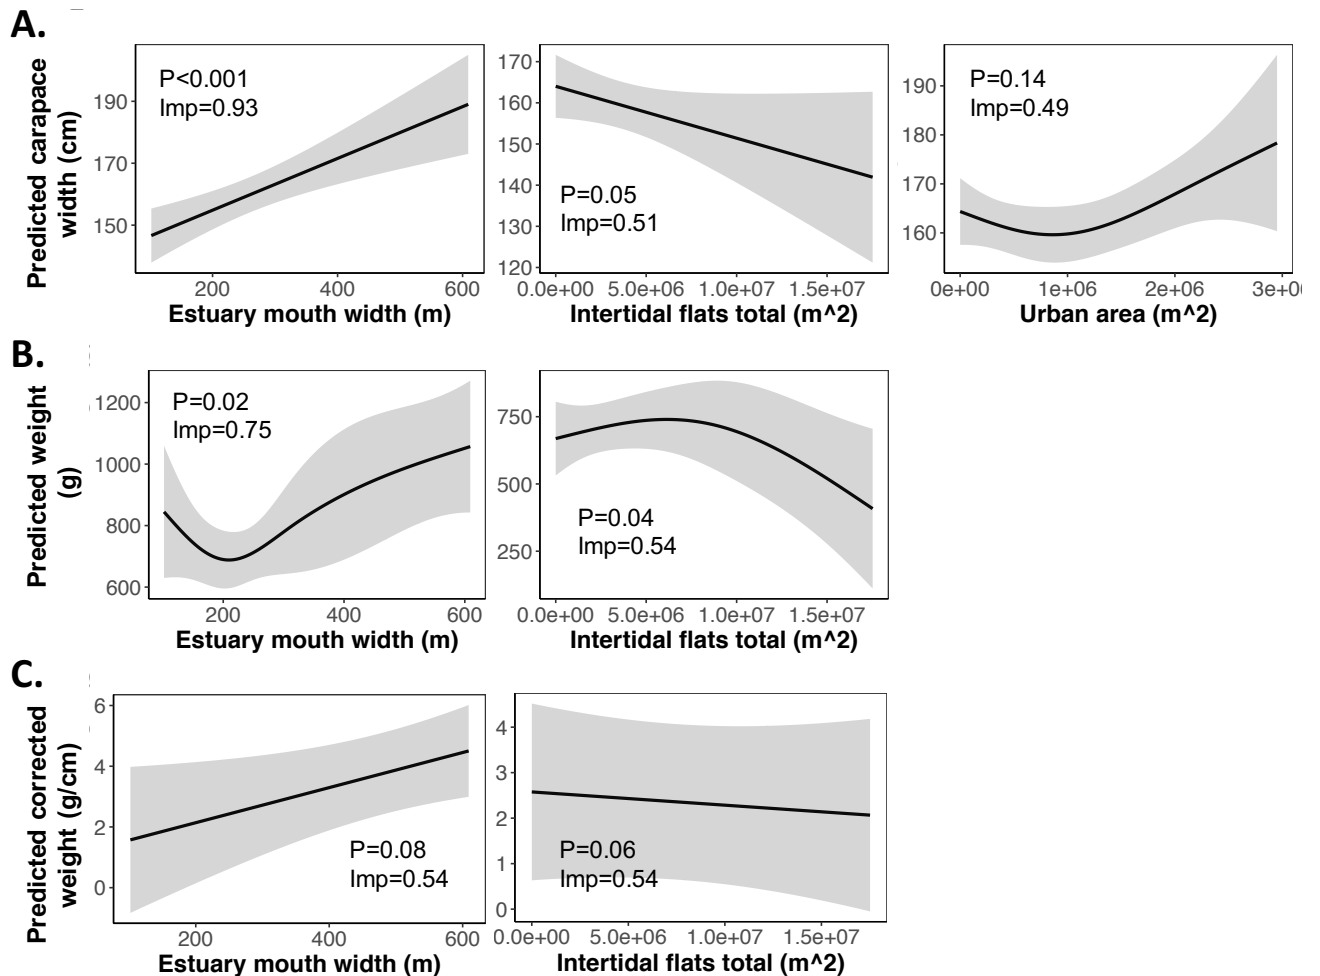 A.
Predicted carapace
width (cm)
190
170
150
P<0.001
Imp=0.93
200
400
600
Estuary mouth width (m)
170
160
150
140
130
120
P=0.05
Imp=0.51
0.0e+00
5.0e+06
1.0e+07
1.5e+07
Intertidal flats total (m^2)
190
180
170
160
P=0.14
Imp=0.49
0e+00
1e+06
2e+06
3e+0
Urban area (m^2)
B.
Predicted weight
(g)
1200
1000
800
600
P=0.02
Imp=0.75
200
400
600
Estuary mouth width (m)
750
500
250
P=0.04
Imp=0.54
0.0e+00
5.0e+06
1.0e+07
1.5e+07
Intertidal flats total (m^2)
C.
Predicted corrected
weight (g/cm)
6
4
2
0
P=0.08
Imp=0.54
200
400
600
Estuary mouth width (m)
4
3
2
1
0
P=0.06
Imp=0.54
0.0e+00
5.0e+06
1.0e+07
1.5e+07
Intertidal flats total (m^2)